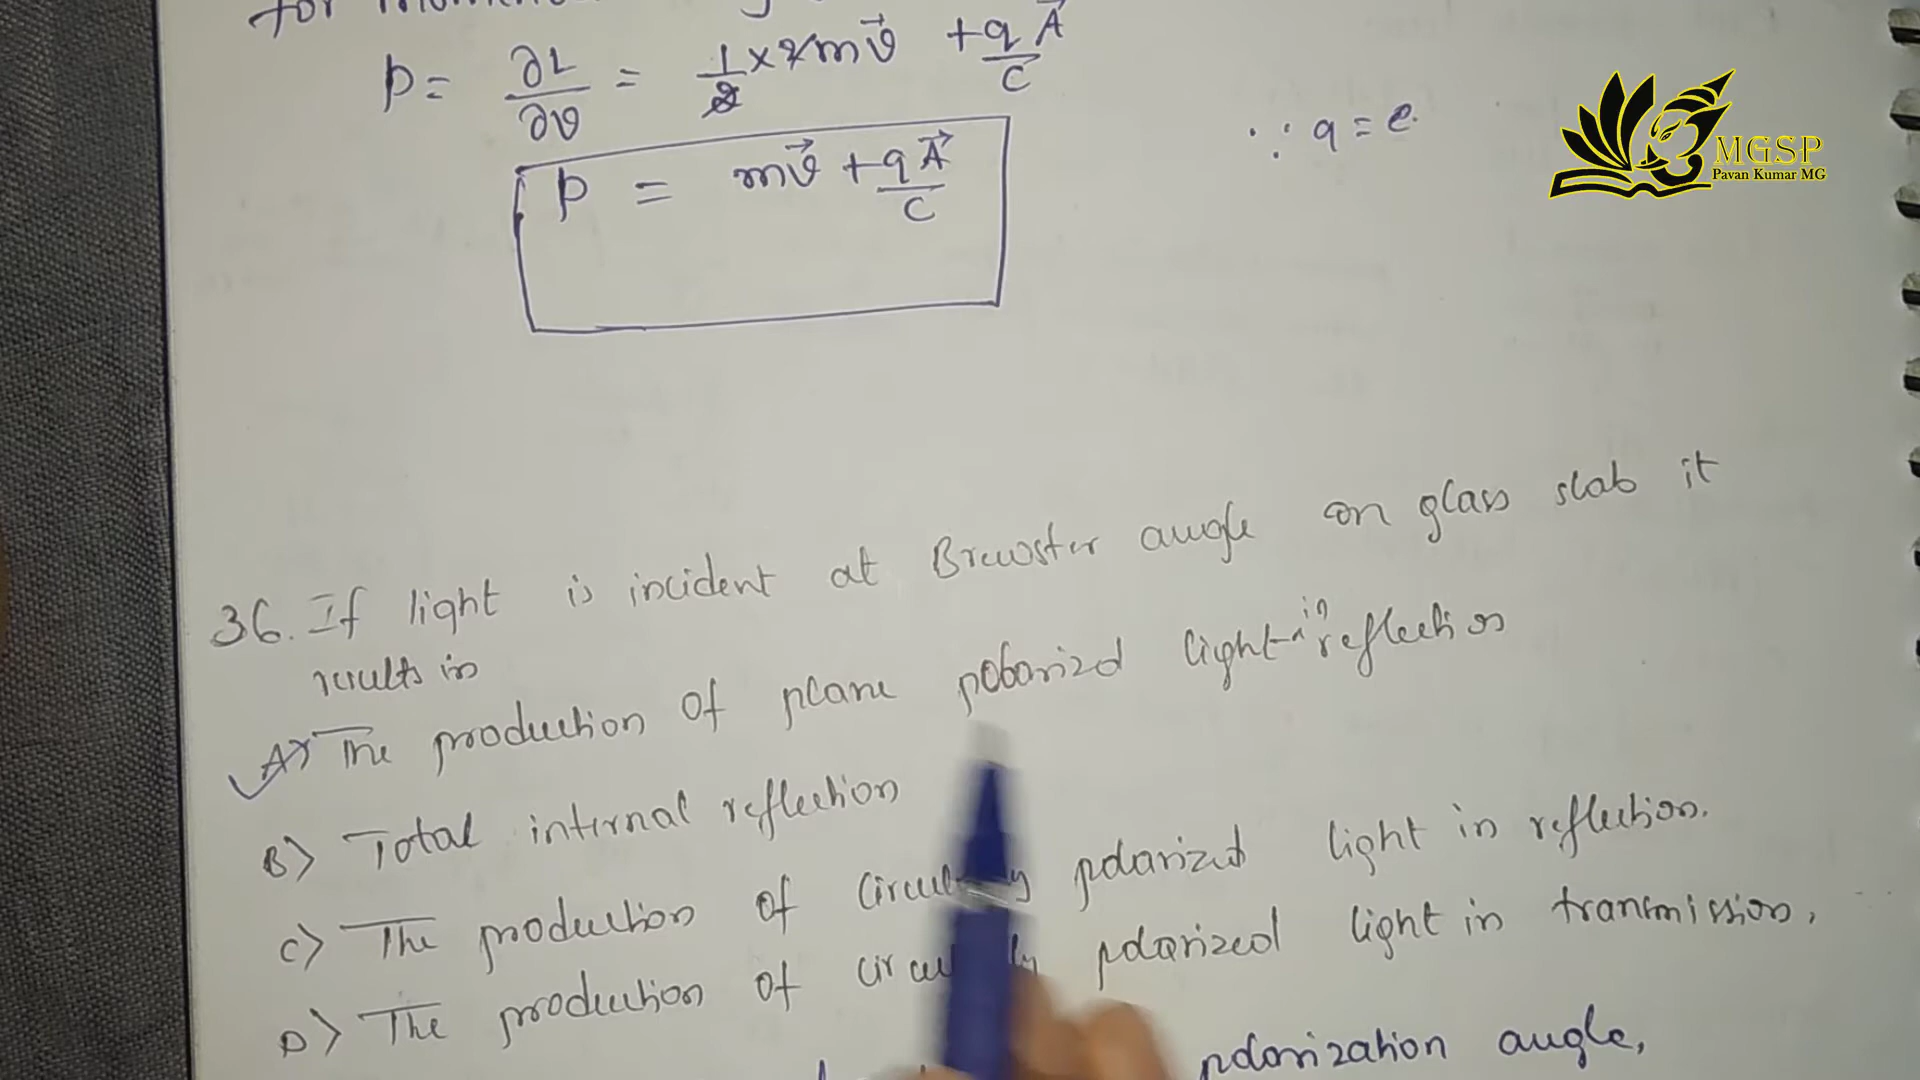 for
p = ∂L/∂v = 1/2 × 2mv⃗ + qA⃗/C
p = mv⃗ + qA⃗/C
∵ q = e.
MGSP
Pavan Kumar MG
36. If light is incident at Brewster angle on glass slab it
results in
A) The production of plane polarized light in reflection
B) Total internal reflection
C) The production of circularly polarized light in reflection.
D) The production of circularly polarized light in transmission,
polarization angle,